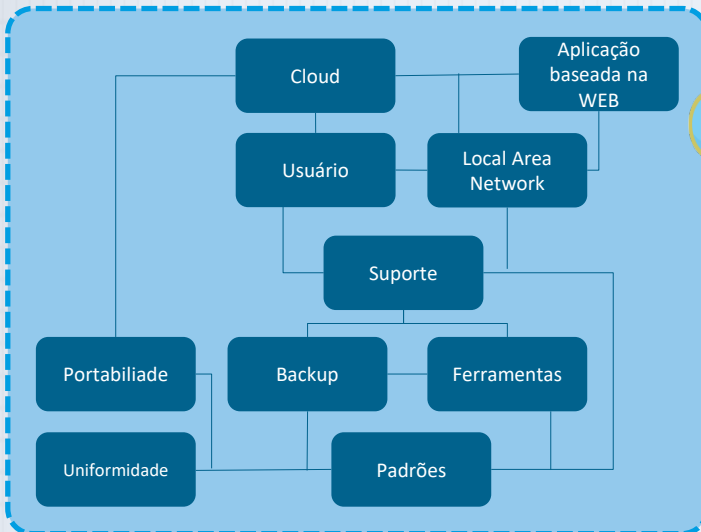 Cloud
Aplicação
baseada na
WEB
Usuário
Local Area
Network
Suporte
Portabiliade
Backup
Ferramentas
Uniformidade
Padrões